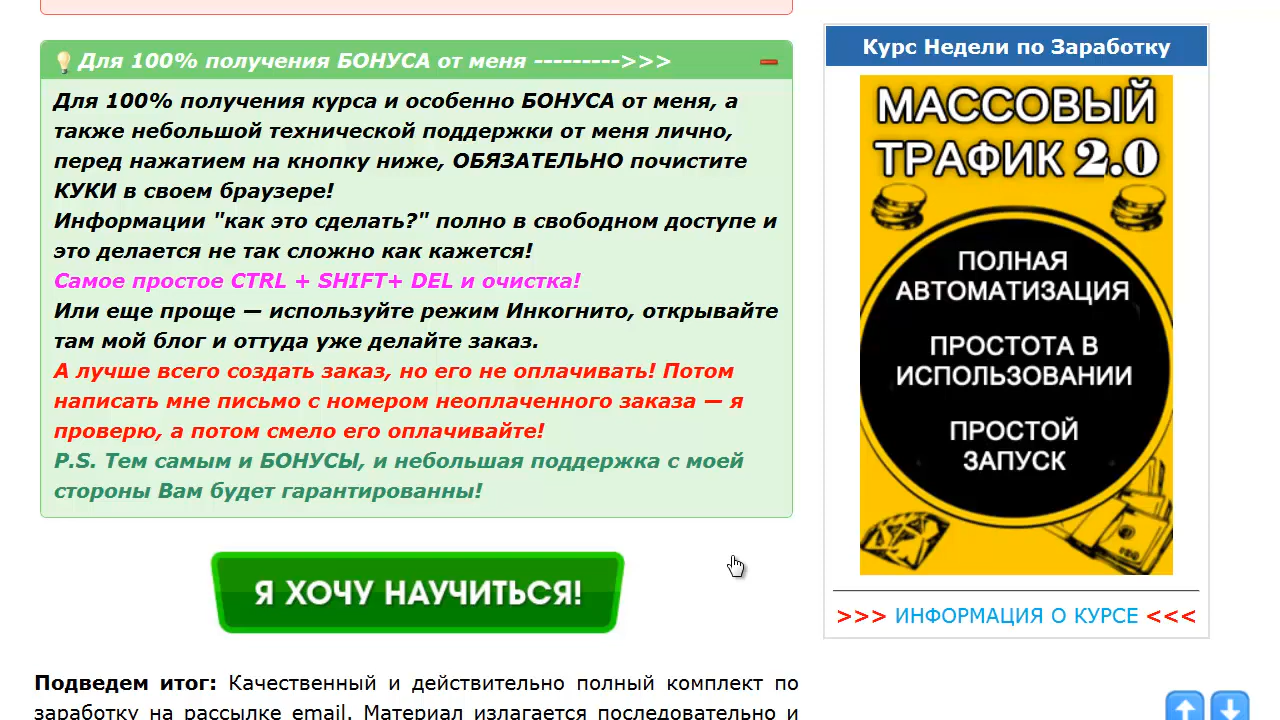 Для 100% получения БОНУСА от меня --------->>>
Для 100% получения курса и особенно БОНУСА от меня, а
также небольшой технической поддержки от меня лично,
перед нажатием на кнопку ниже, ОБЯЗАТЕЛЬНО почистите
КУКИ в своем браузере!
Информации "как это сделать?" полно в свободном доступе и
это делается не так сложно как кажется!
Самое простое CTRL + SHIFT+ DEL и очистка!
Или еще проще — используйте режим Инкогнито, открывайте
там мой блог и оттуда уже делайте заказ.
А лучше всего создать заказ, но его не оплачивать! Потом
написать мне письмо с номером неоплаченного заказа — я
проверю, а потом смело его оплачивайте!
P.S. Тем самым и БОНУСЫ, и небольшая поддержка с моей
стороны Вам будет гарантированны!
Я ХОЧУ НАУЧИТЬСЯ!
Подведем итог: Качественный и действительно полный комплект по
заработку на рассылке email. Материал излагается последовательно и
Курс Недели по Заработку
МАССОВЫЙ
ТРАФИК 2.0
ПОЛНАЯ
АВТОМАТИЗАЦИЯ
ПРОСТОТА В
ИСПОЛЬЗОВАНИИ
ПРОСТОЙ
ЗАПУСК
>>> ИНФОРМАЦИЯ О КУРСЕ <<<